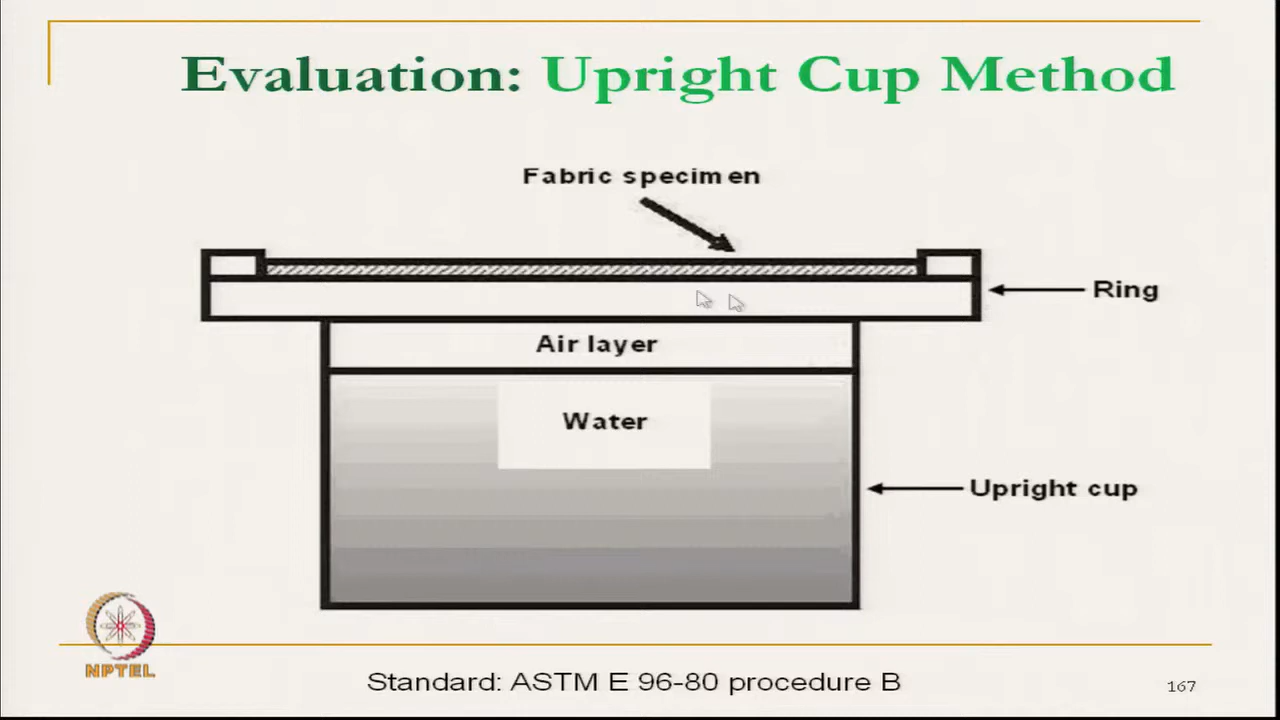 Evaluation: Upright Cup Method
Fabric specimen
Ring
Air layer
Water
Upright cup
NPTEL
Standard: ASTM E 96-80 procedure B
167